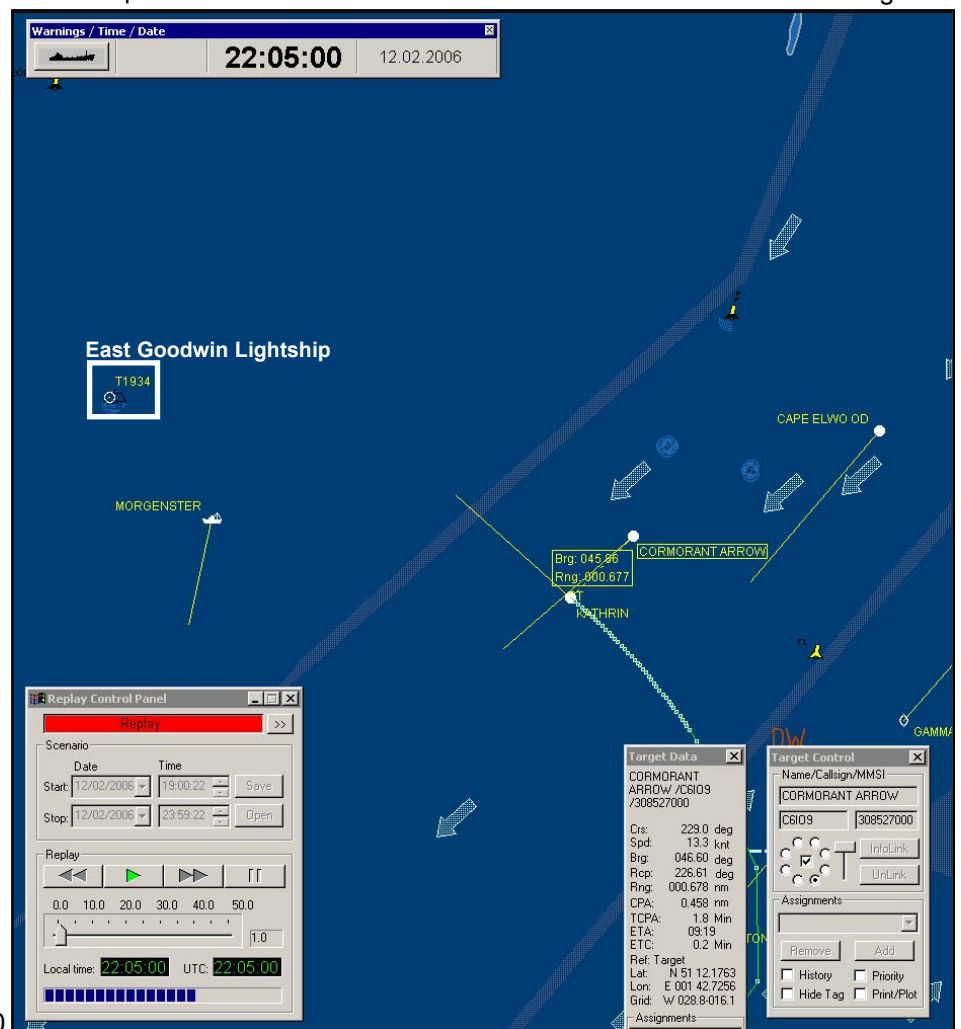 Warnings / Time / Date
22:05:00
12.02.2006
East Goodwin Lightship
T1934
CAPE ELWO OD
MORGENSTER
CORMORANT ARROW
Brg: 045.86
Rng: 000.677
KATHRIN
GAMMA
DW
Replay Control Panel
Replay
>>
Scenario
Date Time
Start: 12/02/2006 19:00:22 Save
Stop: 12/02/2006 23:59:22 Open
Replay
0.0 10.0 20.0 30.0 40.0 50.0
1.0
Local time: 22:05:00 UTC: 22:05:00
Target Data
CORMORANT
ARROW /C6IO9
/308527000
Crs: 229.0 deg
Spd: 13.3 knt
Brg: 046.60 deg
Rcp: 226.61 deg
Rng: 000.678 nm
CPA: 0.458 nm
TCPA: 1.8 Min
ETA: 09:19
ETC: 0.2 Min
Ref: Target
Lat: N 51 12.1763
Lon: E 001 42.7256
Grid: W 028.8-016.1
Assignments
TON
Target Control
Name/Callsign/MMSI
CORMORANT ARROW
C6IO9 308527000
InfoLink
UnLink
Assignments
Remove Add
History Priority
Hide Tag Print/Plot